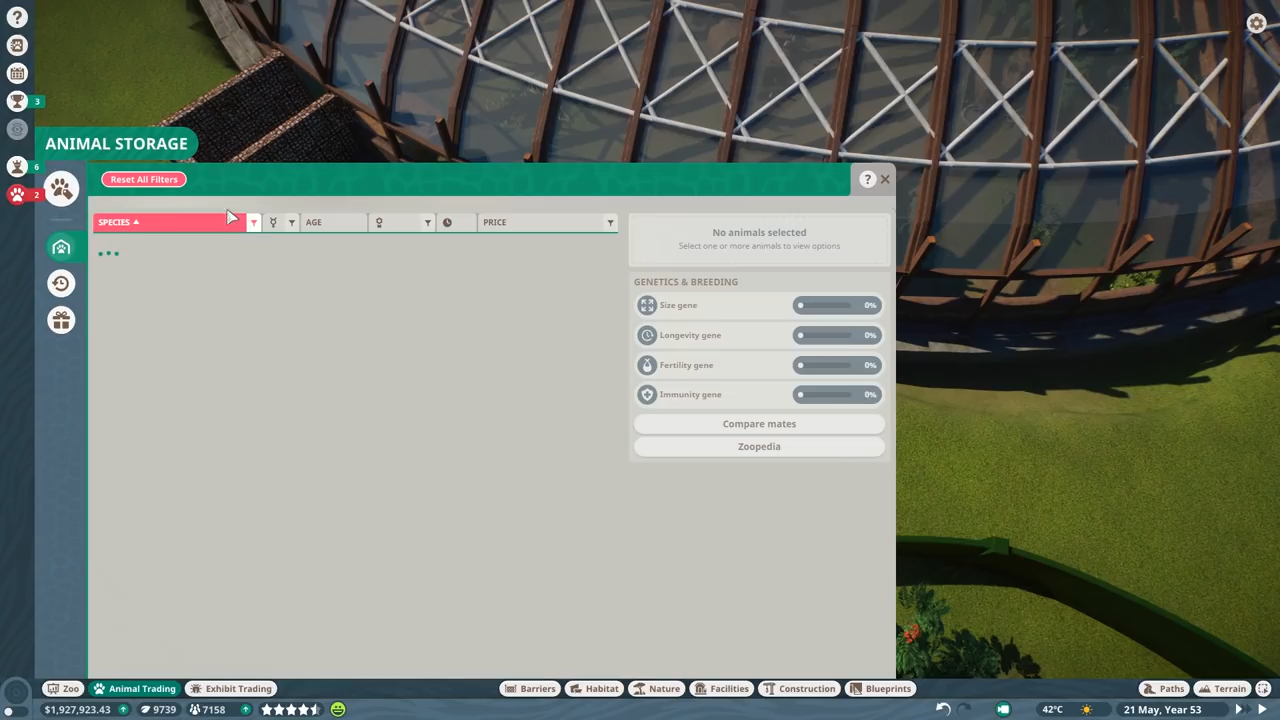 3
ANIMAL STORAGE
6
2
Reset All Filters
?
SPECIES
AGE
PRICE
No animals selected
Select one or more animals to view options
GENETICS & BREEDING
Size gene 0%
Longevity gene 0%
Fertility gene 0%
Immunity gene 0%
Compare mates
Zoopedia
Zoo
Animal Trading
Exhibit Trading
Barriers
Habitat
Nature
Facilities
Construction
Blueprints
Paths
Terrain
$1,927,923.43
9739
7158
42°C
21 May, Year 53